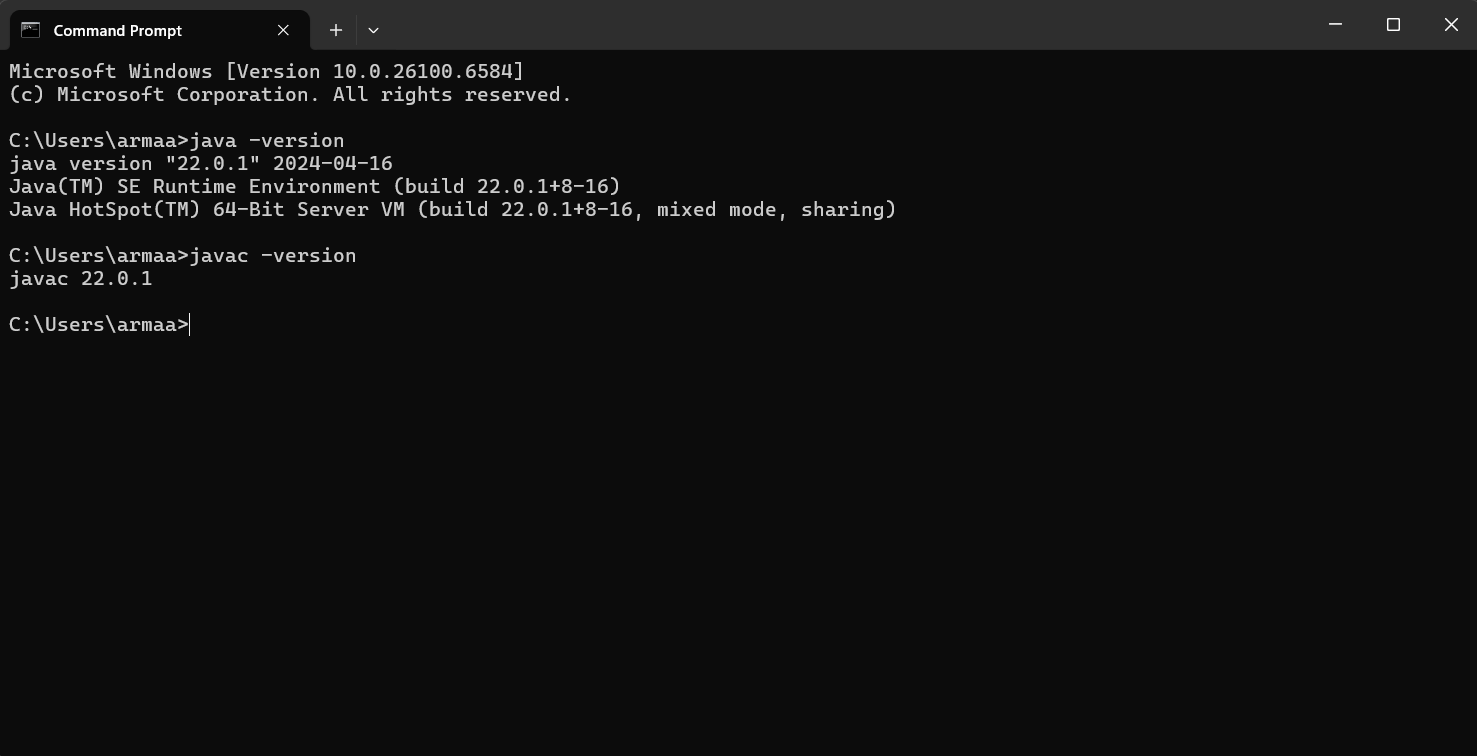 Command Prompt
Microsoft Windows [Version 10.0.26100.6584]
(c) Microsoft Corporation. All rights reserved.
C:\Users\armaa>java -version
java version "22.0.1" 2024-04-16
Java(TM) SE Runtime Environment (build 22.0.1+8-16)
Java HotSpot(TM) 64-Bit Server VM (build 22.0.1+8-16, mixed mode, sharing)
C:\Users\armaa>javac -version
javac 22.0.1
C:\Users\armaa>